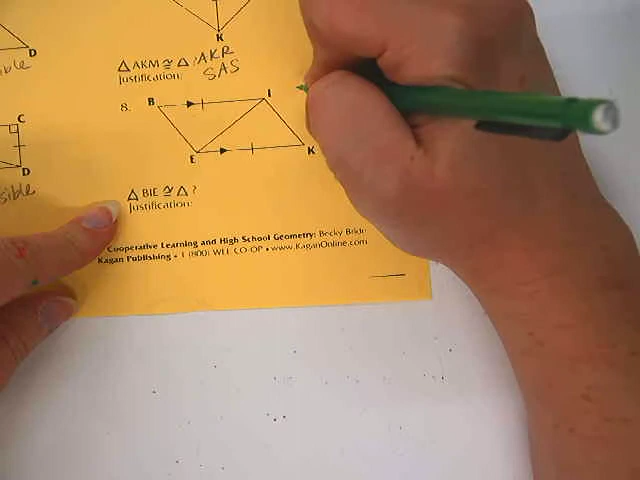 K
D
ible
△AKM ≅ △ AKR
Justification: SAS
8.
B
I
E
K
C
D
sible
△BIE ≅ △?
Justification:
Cooperative Learning and High School Geometry: Becky Bride
Kagan Publishing • 1 (800) WEE CO-OP • www.KaganOnline.com